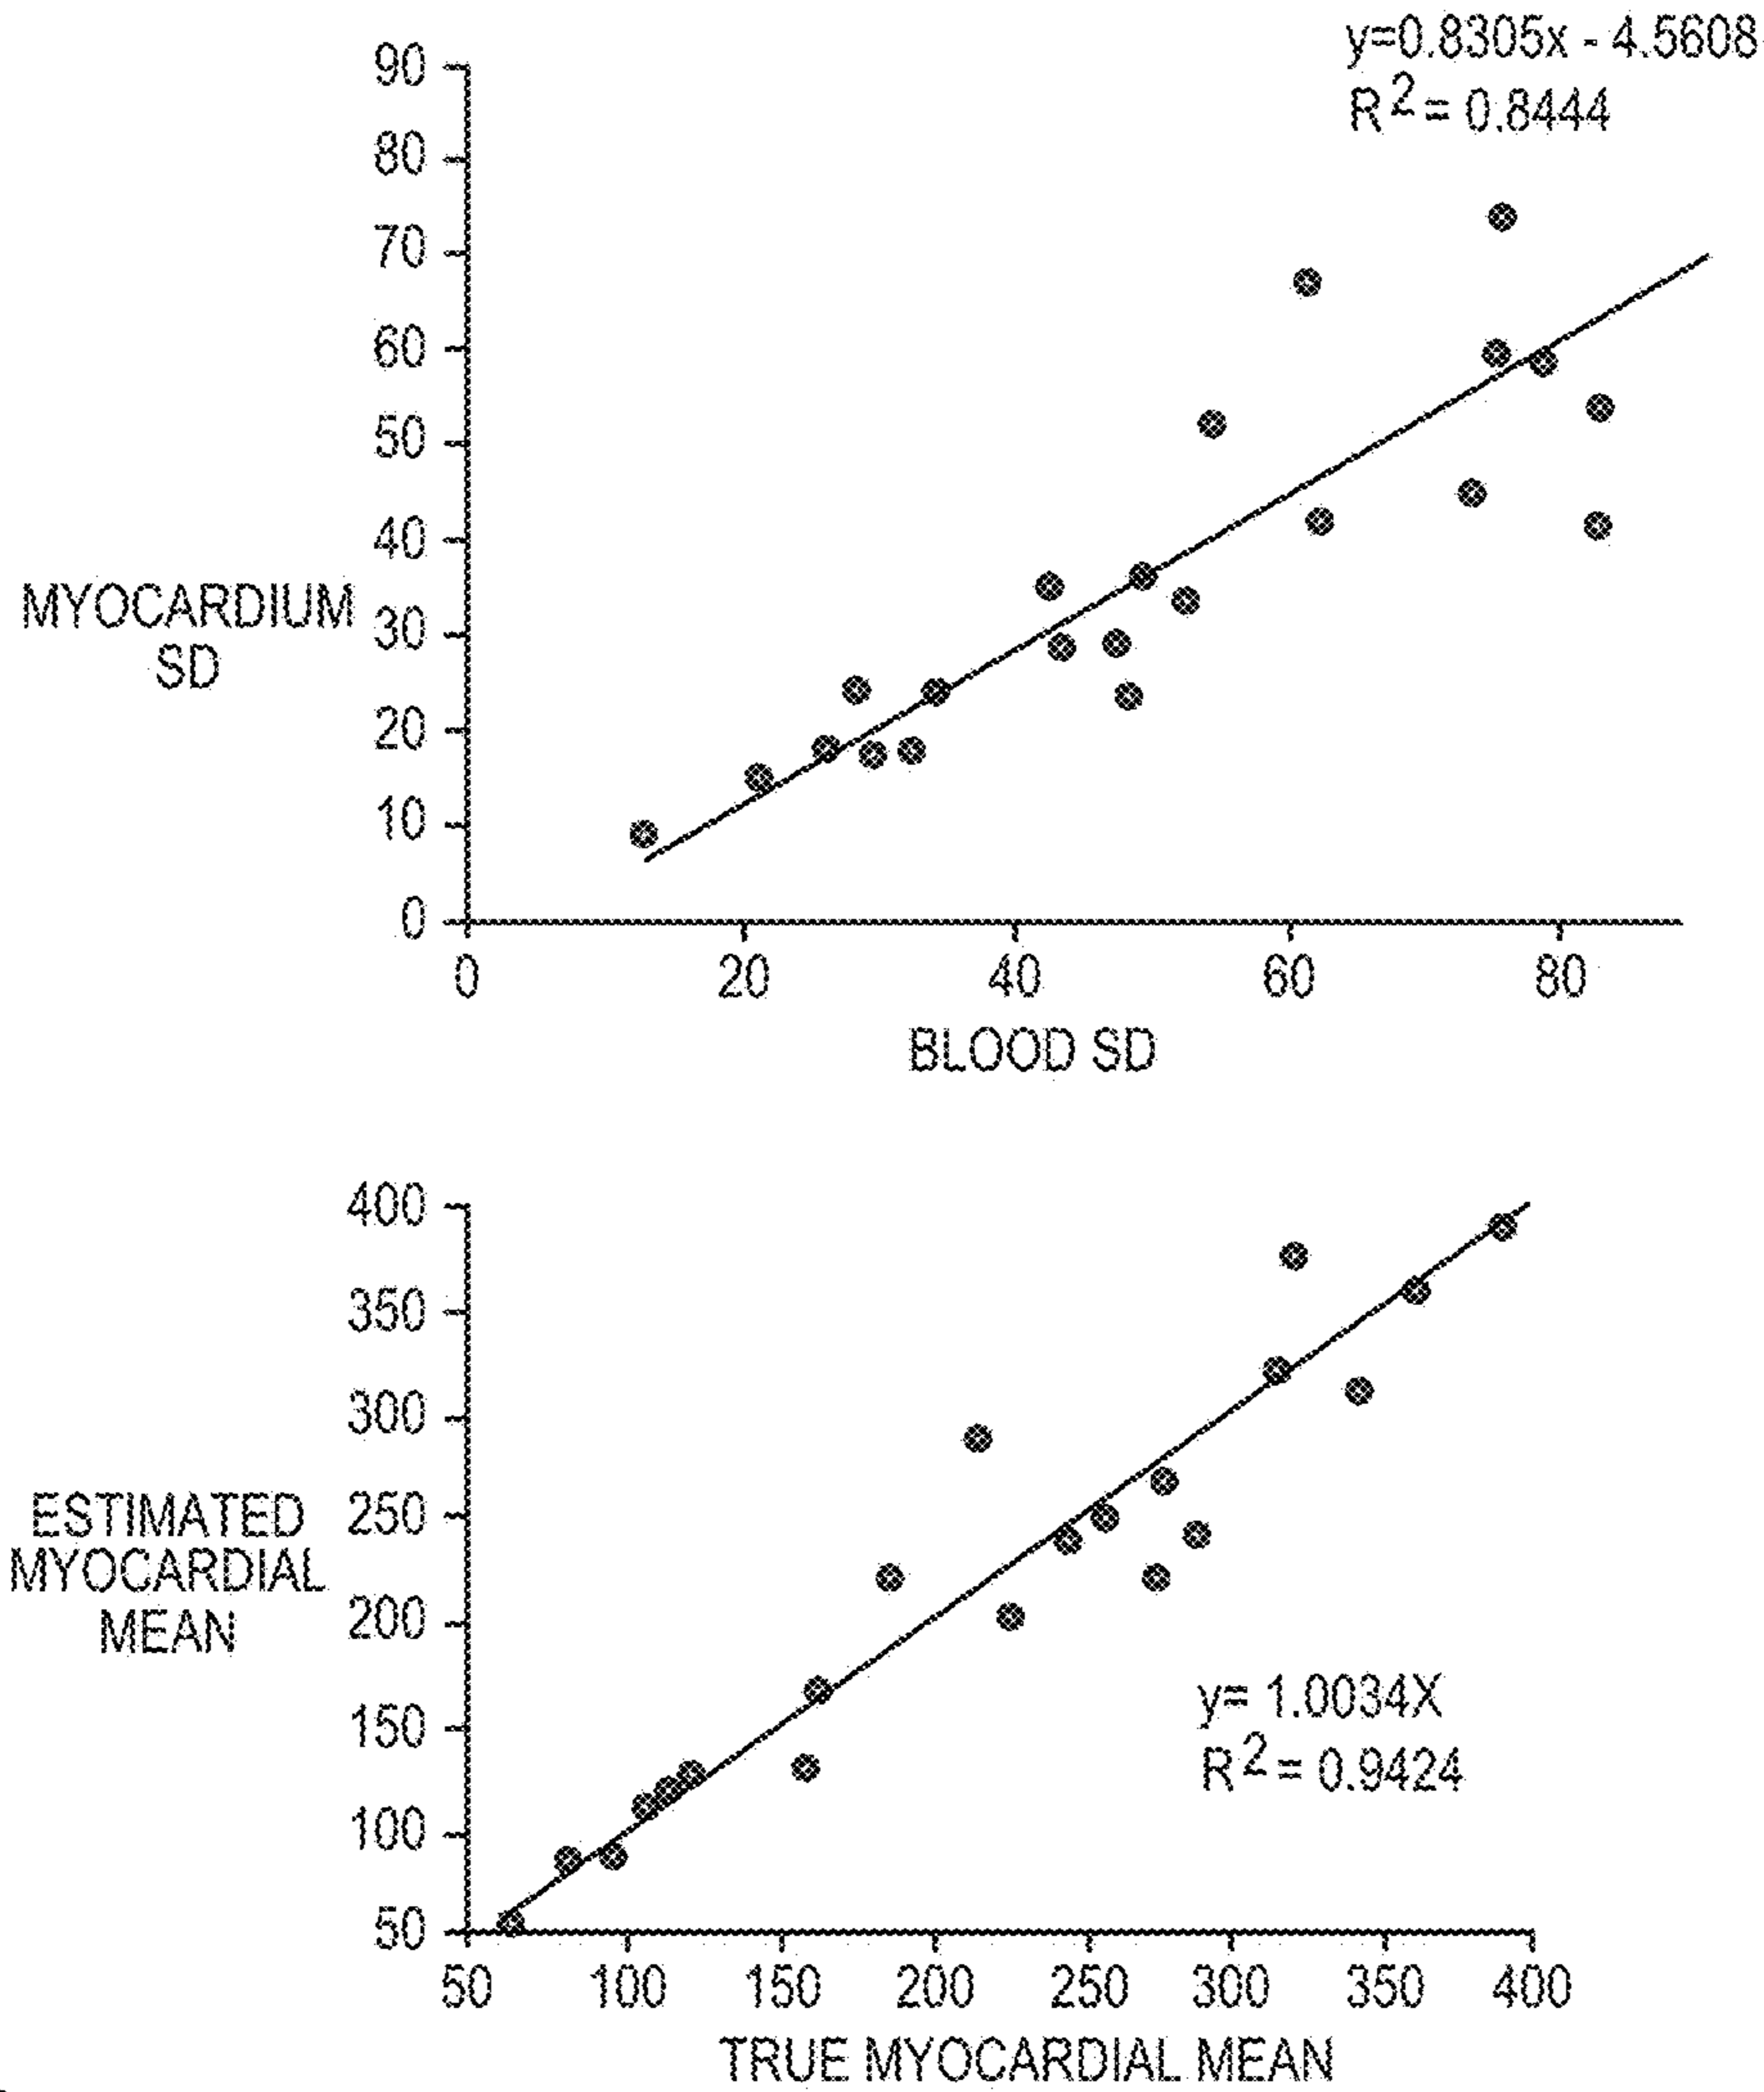 y=0.8305x - 4.5608
R2 = 0.8444
90
80
70
60
50
40
30
20
10
0
MYOCARDIUM
SD
0 20 40 60 80
BLOOD SD
400
350
300
250
200
150
100
50
ESTIMATED
MYOCARDIAL
MEAN
y= 1.0034X
R2 = 0.9424
50 100 150 200 250 300 350 400
TRUE MYOCARDIAL MEAN